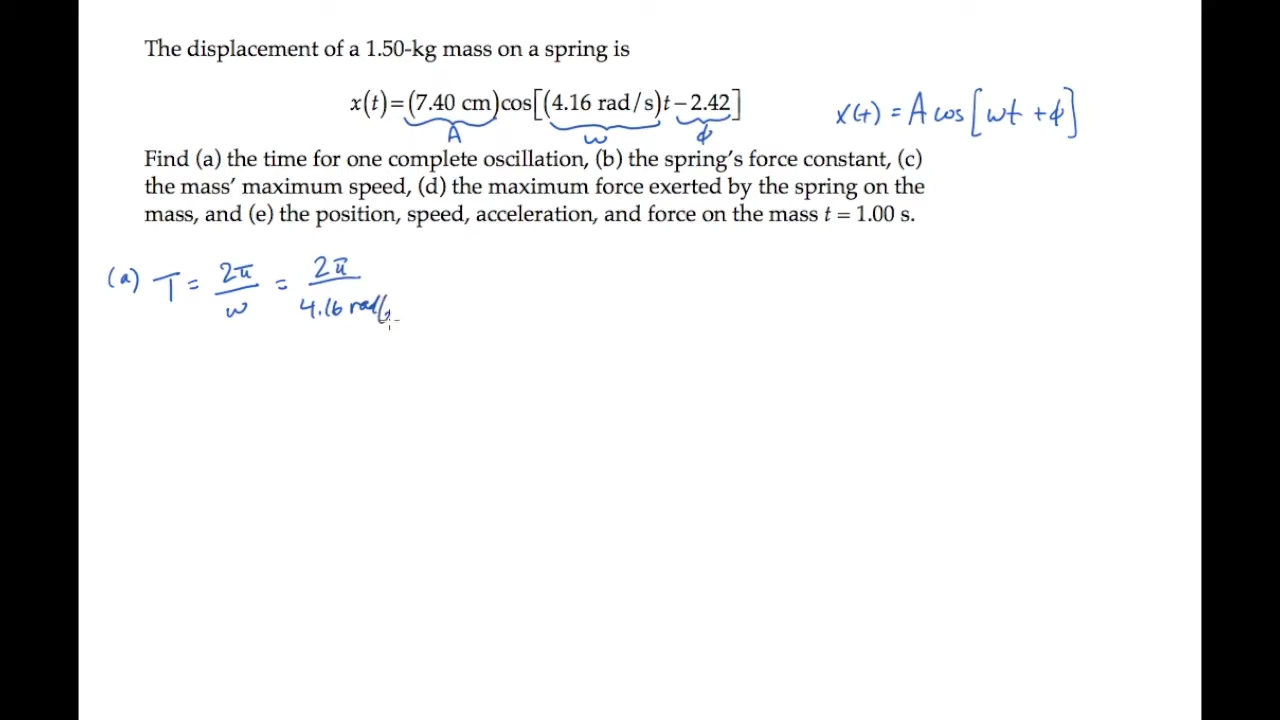 The displacement of a 1.50-kg mass on a spring is
x(t)=(7.40 cm)cos[(4.16 rad/s)t−2.42]
A ω ϕ
x(t) = A cos[ωt + ϕ]
Find (a) the time for one complete oscillation, (b) the spring's force constant, (c)
the mass' maximum speed, (d) the maximum force exerted by the spring on the
mass, and (e) the position, speed, acceleration, and force on the mass t = 1.00 s.
(a) T = 2π/ω = 2π/4.16 rad/s